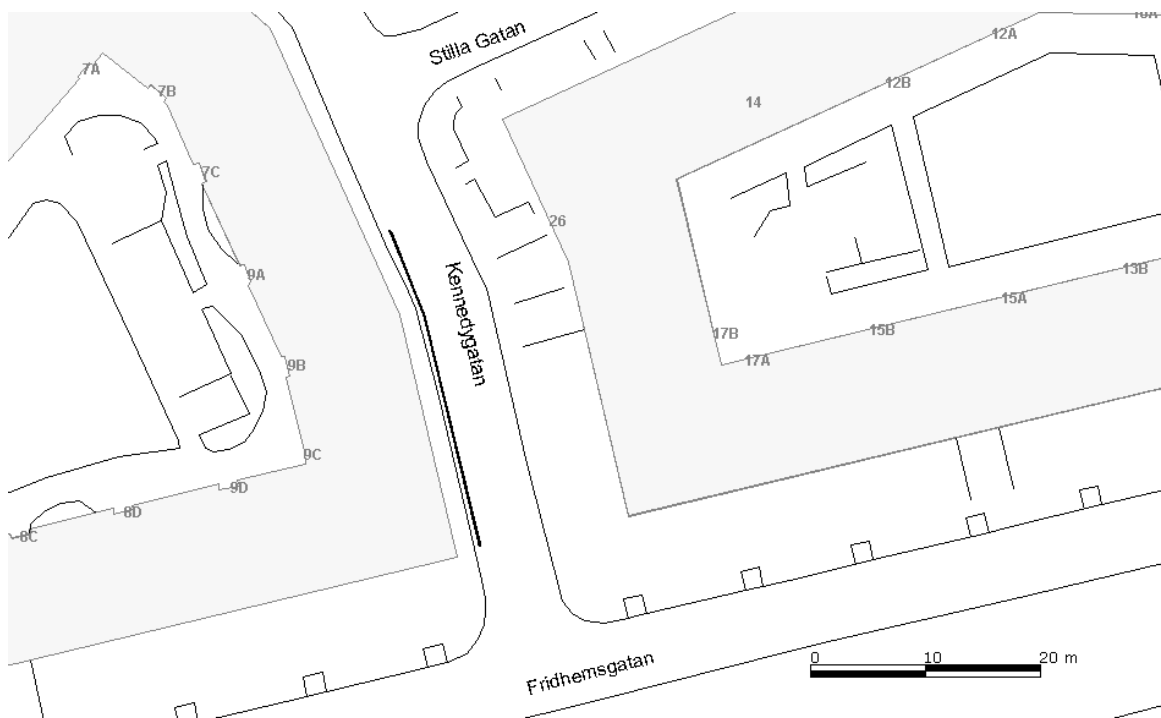 10A
12A
Stilla Gatan
7A
12B
7B
14
7C
26
9A
13B
Kennedygatan
15A
15B
17B
17A
9B
9C
9D
8D
8C
Fridhemsgatan
0 10 20 m